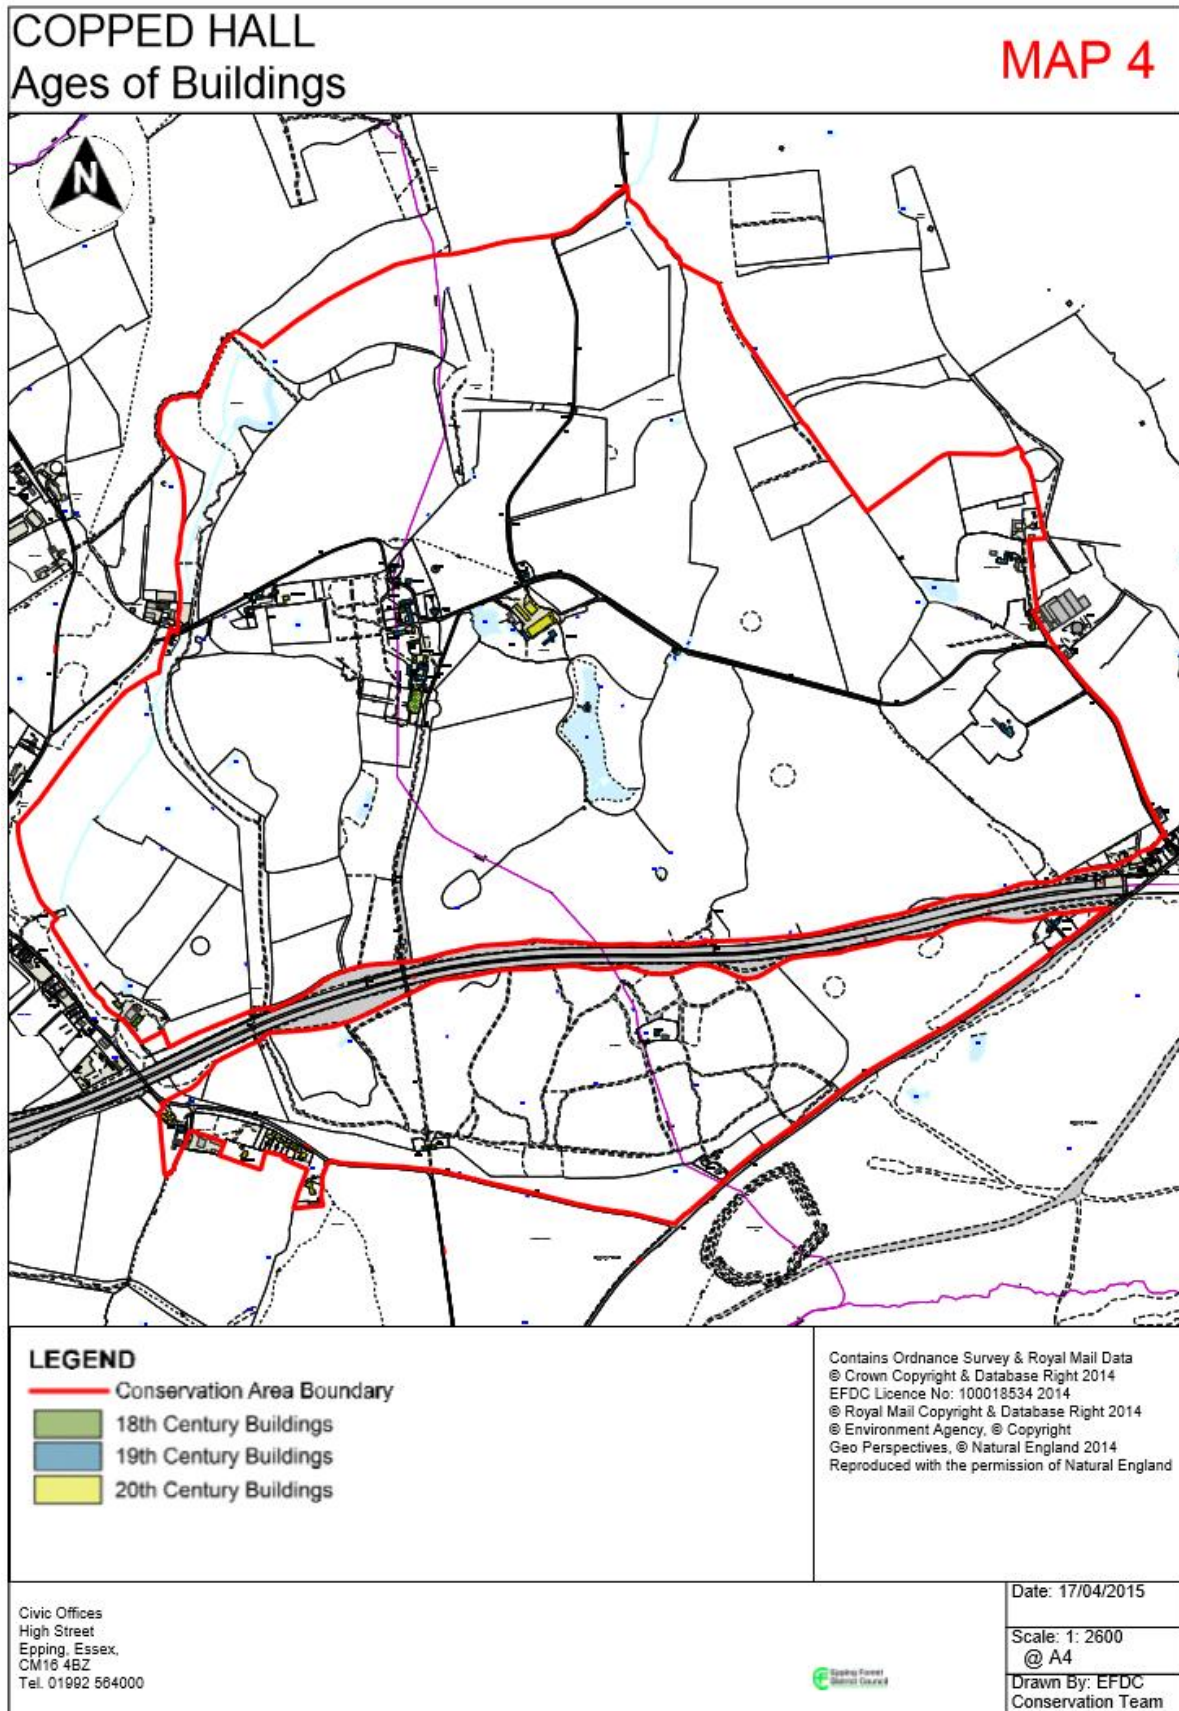 COPPED HALL
Ages of Buildings
MAP 4
N
LEGEND
Conservation Area Boundary
18th Century Buildings
19th Century Buildings
20th Century Buildings
Contains Ordnance Survey & Royal Mail Data
© Crown Copyright & Database Right 2014
EFDC Licence No: 100018534 2014
© Royal Mail Copyright & Database Right 2014
© Environment Agency, © Copyright
Geo Perspectives, © Natural England 2014
Reproduced with the permission of Natural England
Civic Offices
High Street
Epping, Essex,
CM16 4BZ
Tel. 01992 564000
Epping Forest
District Council
Date: 17/04/2015
Scale: 1: 2600
@ A4
Drawn By: EFDC
Conservation Team